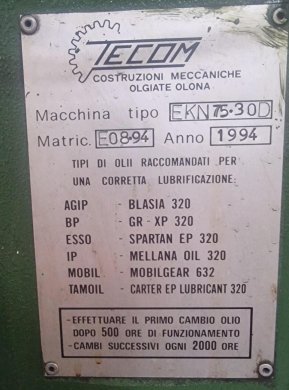 TECOM
COSTRUZIONI MECCANICHE
OLGIATE OLONA
Macchina tipo EKN75·30D
Matric. E08·94 Anno 1994
TIPI DI OLII RACCOMANDATI PER
UNA CORRETTA LUBRIFICAZIONE:
AGIP - BLASIA 320
BP - GR - XP 320
ESSO - SPARTAN EP 320
IP - MELLANA OIL 320
MOBIL - MOBILGEAR 632
TAMOIL - CARTER EP LUBRICANT 320
- EFFETTUARE IL PRIMO CAMBIO OLIO
DOPO 500 ORE DI FUNZIONAMENTO
- CAMBI SUCCESSIVI OGNI 2000 ORE